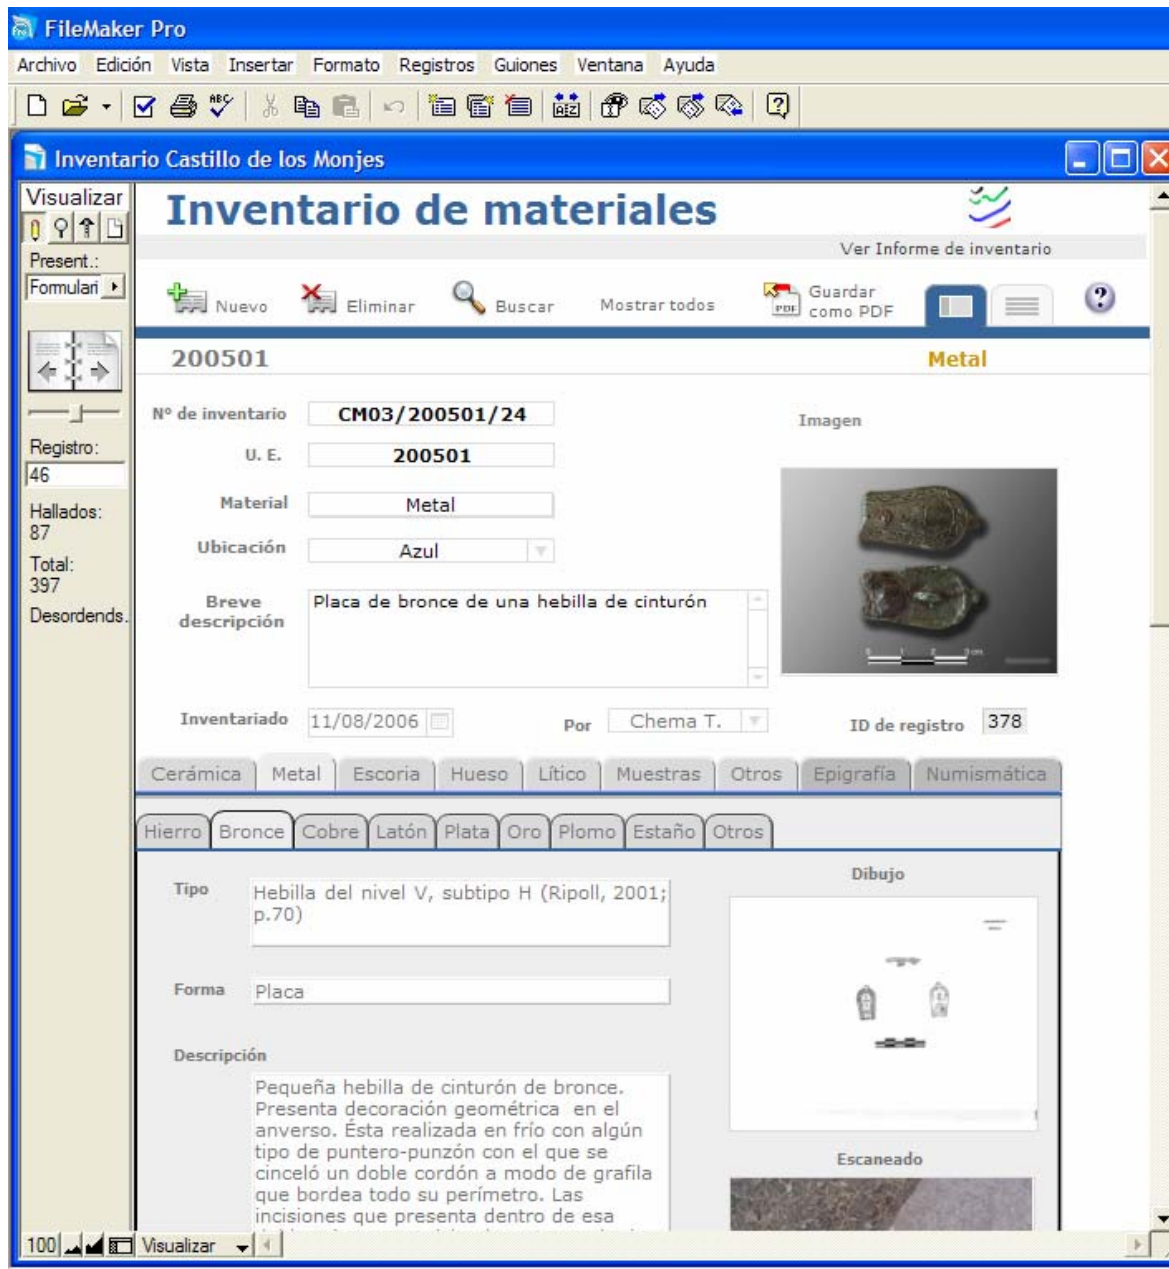 FileMaker Pro
Archivo Edición Vista Insertar Formato Registros Guiones Ventana Ayuda
Inventario Castillo de los Monjes
Visualizar
Present.:
Formulari
Registro:
46
Hallados:
87
Total:
397
Desordends.
Inventario de materiales
Ver Informe de inventario
Nuevo Eliminar Buscar Mostrar todos PDF Guardar
como PDF
200501 Metal
Nº de inventario CM03/200501/24
Imagen
U. E. 200501
Material Metal
Ubicación Azul
Breve
descripción
Placa de bronce de una hebilla de cinturón
0 1 2 3 cm
Inventariado 11/08/2006 Por Chema T. ID de registro 378
Cerámica Metal Escoria Hueso Lítico Muestras Otros Epigrafía Numismática
Hierro Bronce Cobre Latón Plata Oro Plomo Estaño Otros
Tipo
Hebilla del nivel V, subtipo H (Ripoll, 2001;
p.70)
Forma Placa
Descripción
Pequeña hebilla de cinturón de bronce.
Presenta decoración geométrica en el
anverso. Ésta realizada en frío con algún
tipo de puntero-punzón con el que se
cinceló un doble cordón a modo de grafila
que bordea todo su perímetro. Las
incisiones que presenta dentro de esa
Dibujo
Escaneado
100 Visualizar